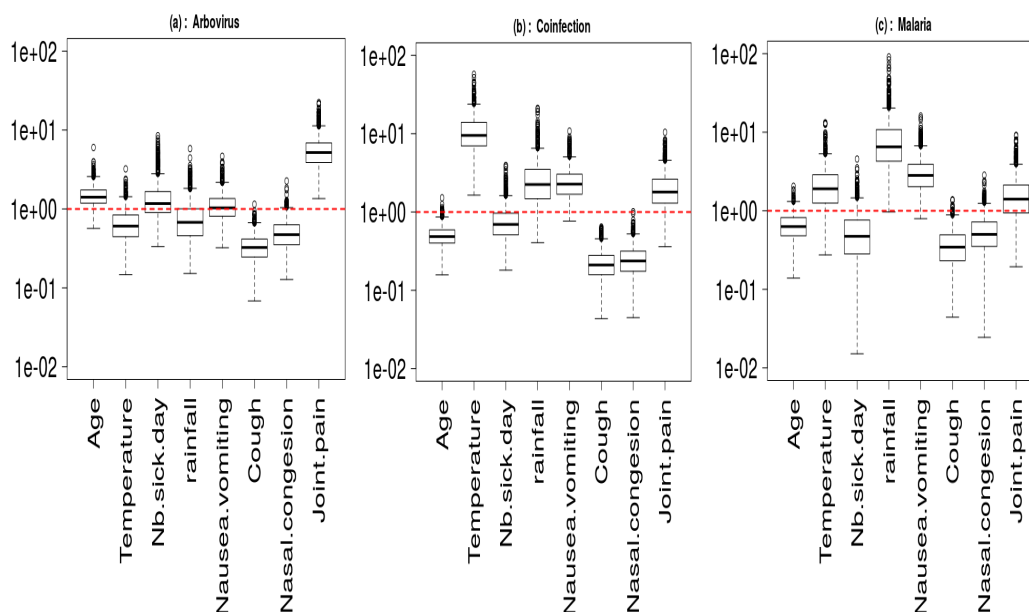 (a) : Arbovirus
1e+02
1e+01
1e+00
1e-01
1e-02
Age
Temperature
Nb.sick.day
rainfall
Nausea.vomiting
Cough
Nasal.congesion
Joint.pain
(b) : Coinfection
1e+02
1e+01
1e+00
1e-01
1e-02
Age
Temperature
Nb.sick.day
rainfall
Nausea.vomiting
Cough
Nasal.congesion
Joint.pain
(c) : Malaria
1e+02
1e+01
1e+00
1e-01
1e-02
Age
Temperature
Nb.sick.day
rainfall
Nausea.vomiting
Cough
Nasal.congesion
Joint.pain